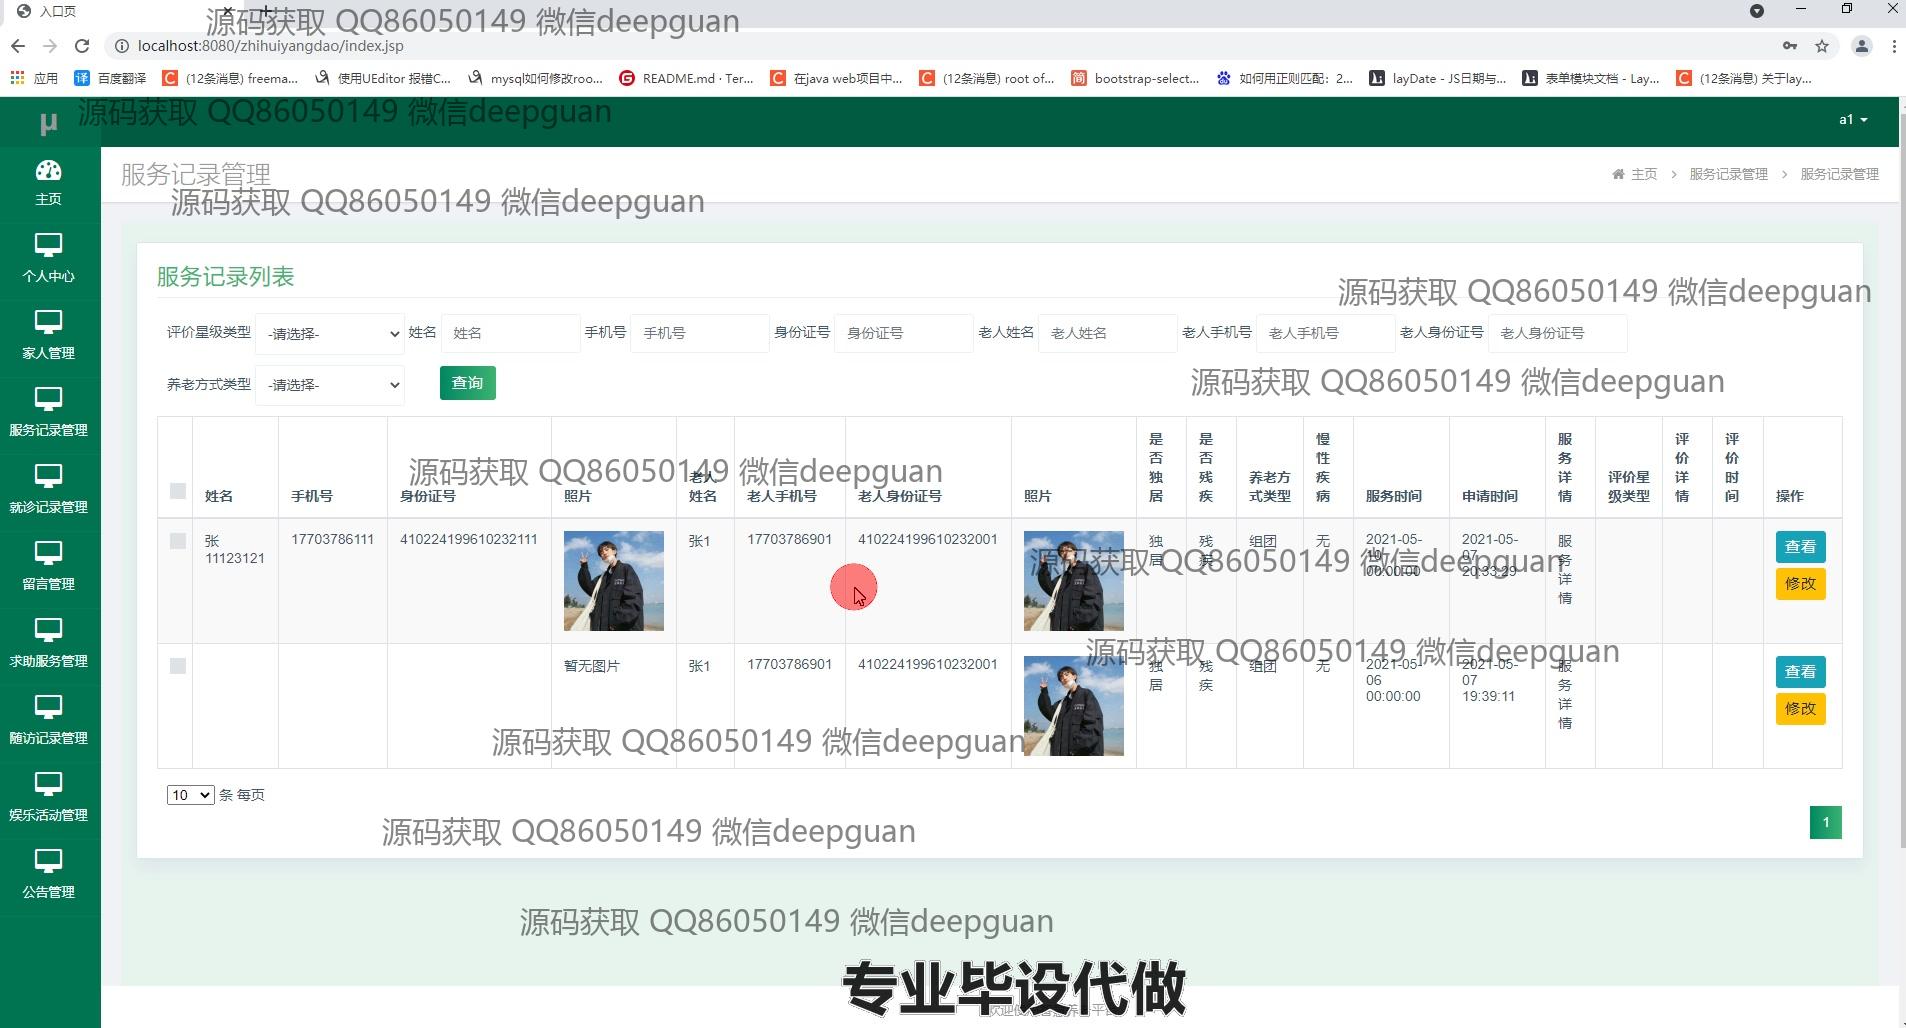 入口页
源码获取 QQ86050149 微信deepguan
localhost:8080/zhihuiyangdao/index.jsp
应用 百度翻译 (12条消息) freema... 使用UEditor 报错C... mysql如何修改roo... README.md · Ter... 在java web项目中... (12条消息) root of... bootstrap-select... 如何用正则匹配：2... layDate - JS日期与... 表单模块文档 - Lay... (12条消息) 关于lay...
μ
源码获取 QQ86050149 微信deepguan
a1
主页
个人中心
家人管理
服务记录管理
就诊记录管理
留言管理
求助服务管理
随访记录管理
娱乐活动管理
公告管理
服务记录管理
主页 > 服务记录管理 > 服务记录管理
源码获取 QQ86050149 微信deepguan
服务记录列表
源码获取 QQ86050149 微信deepguan
评价星级类型 -请选择- 姓名 姓名 手机号 手机号 身份证号 身份证号 老人姓名 老人姓名 老人手机号 老人手机号 老人身份证号 老人身份证号
养老方式类型 -请选择- 查询
源码获取 QQ86050149 微信deepguan
姓名 手机号 身份证号 照片 老人姓名 老人手机号 老人身份证号 照片 是否独居 是否残疾 养老方式类型 慢性疾病 服务时间 申请时间 服务详情 评价星级类型 评价详情 评价时间 操作
源码获取 QQ86050149 微信deepguan
张11123121 17703786111 410224199610232111 张1 17703786901 410224199610232001 独居 残疾 组团 无 2021-05-10 00:00:00 2021-05-07 20:33:29 服务详情 查看 修改
源码获取 QQ86050149 微信deepguan
暂无图片 张1 17703786901 410224199610232001 独居 残疾 组团 无 2021-05-06 00:00:00 2021-05-07 19:39:11 服务详情 查看 修改
源码获取 QQ86050149 微信deepguan
源码获取 QQ86050149 微信deepguan
10 条 每页
源码获取 QQ86050149 微信deepguan
1
源码获取 QQ86050149 微信deepguan
专业毕设代做